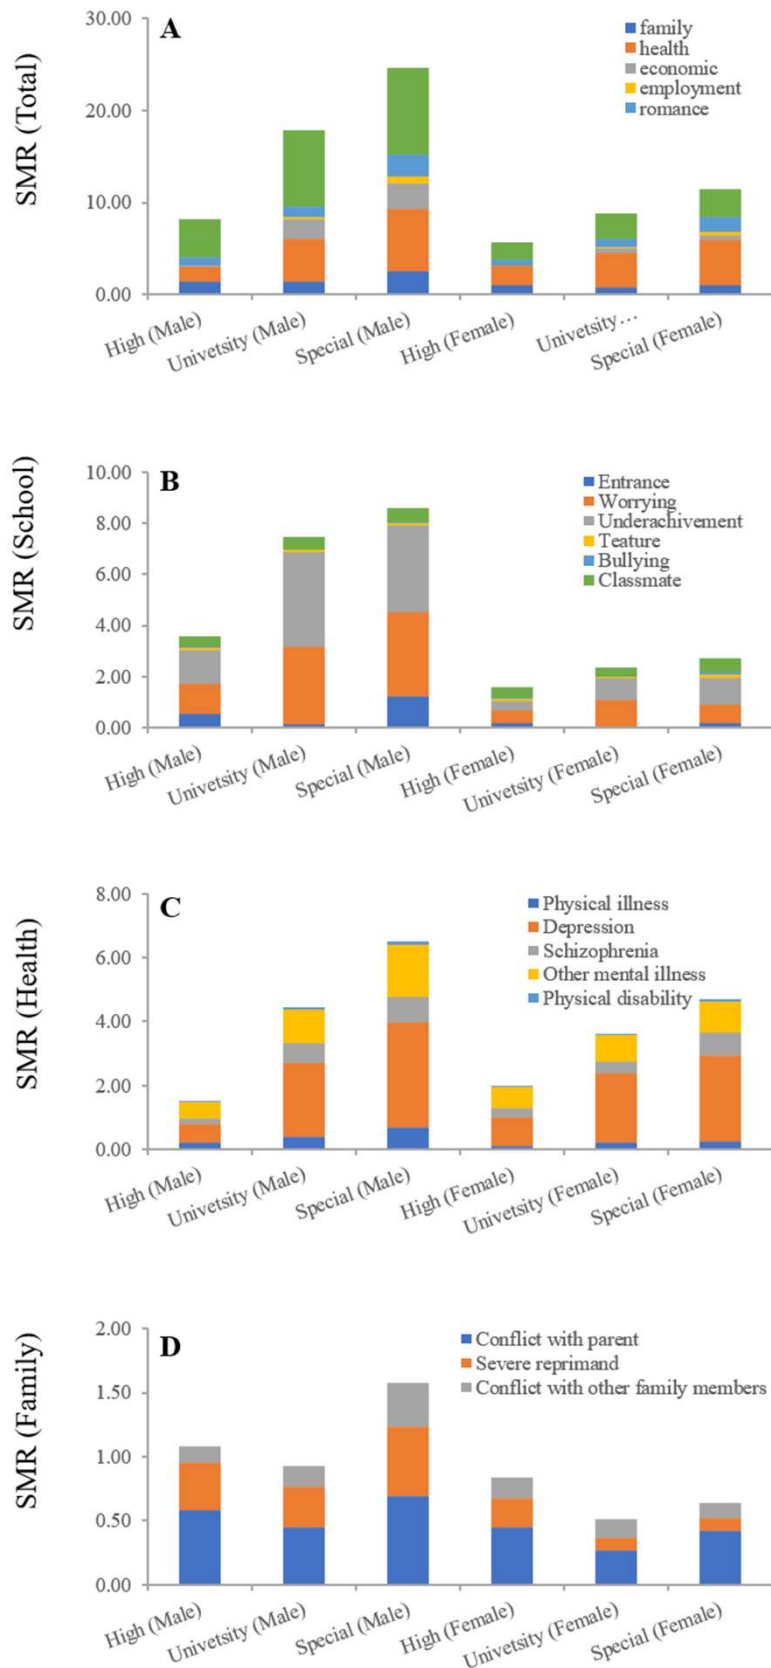 A
SMR (Total)
30.00
20.00
10.00
0.00
family
health
economic
employment
romance
High (Male)
Univetsity (Male)
Special (Male)
High (Female)
Univetsity…
Special (Female)
B
SMR (School)
10.00
8.00
6.00
4.00
2.00
0.00
Entrance
Worrying
Underachivement
Teature
Bullying
Classmate
High (Male)
Univetsity (Male)
Special (Male)
High (Female)
Univetsity (Female)
Special (Female)
C
SMR (Health)
8.00
6.00
4.00
2.00
0.00
Physical illness
Depression
Schizophrenia
Other mental illness
Physical disability
High (Male)
Univetsity (Male)
Special (Male)
High (Female)
Univetsity (Female)
Special (Female)
D
SMR (Family)
2.00
1.50
1.00
0.50
0.00
Conflict with parent
Severe reprimand
Conflict with other family members
High (Male)
Univetsity (Male)
Special (Male)
High (Female)
Univetsity (Female)
Special (Female)